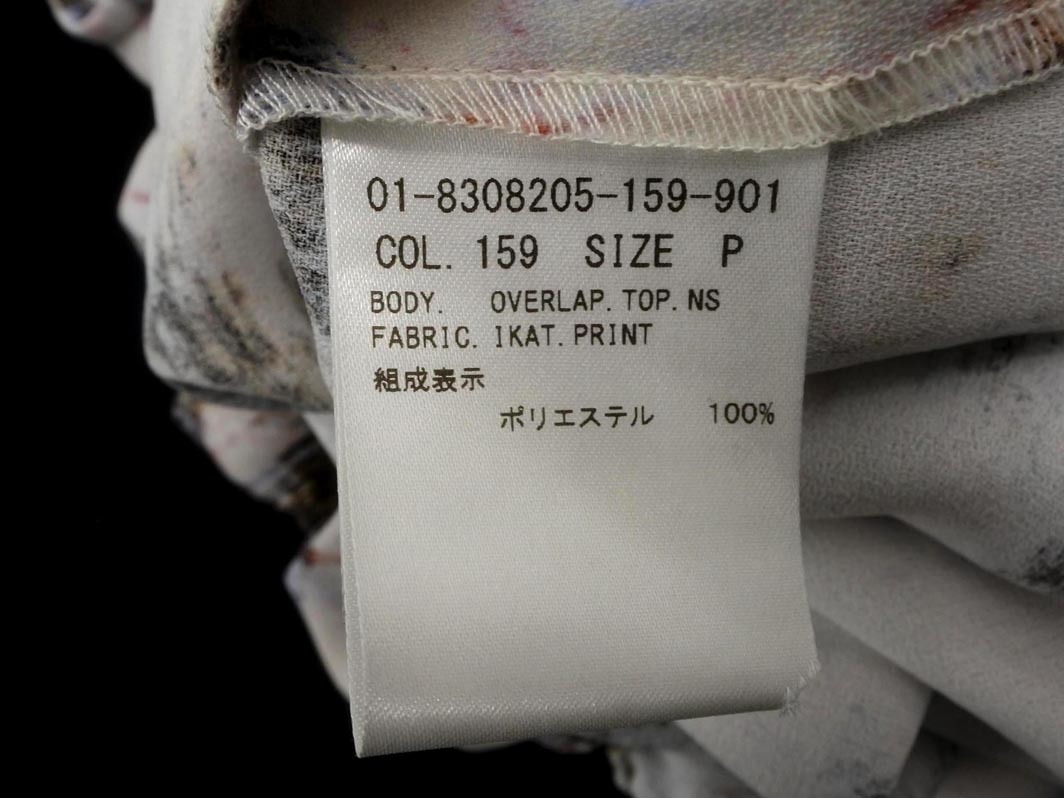 01-8308205-159-901
COL. 159 SIZE P
BODY. OVERLAP. TOP. NS
FABRIC. IKAT. PRINT
組成表示
ポリエステル 100%